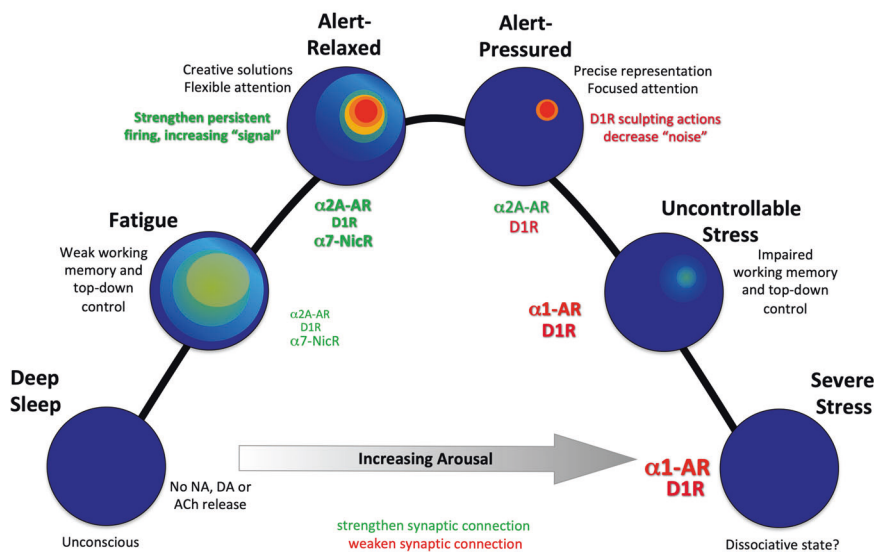 Alert-
Relaxed
Alert-
Pressured
Creative solutions
Flexible attention
Strengthen persistent
firing, increasing “signal”
Precise representation
Focused attention
D1R sculpting actions
decrease “noise”
α2A-AR
D1R
α7-NicR
α2A-AR
D1R
Fatigue
Weak working
memory and
top-down
control
α2A-AR
D1R
α7-NicR
Uncontrollable
Stress
Impaired
working memory
and top-down
control
α1-AR
D1R
Deep
Sleep
No NA, DA or
ACh release
Unconscious
Increasing Arousal
Severe
Stress
α1-AR
D1R
Dissociative state?
strengthen synaptic connection
weaken synaptic connection